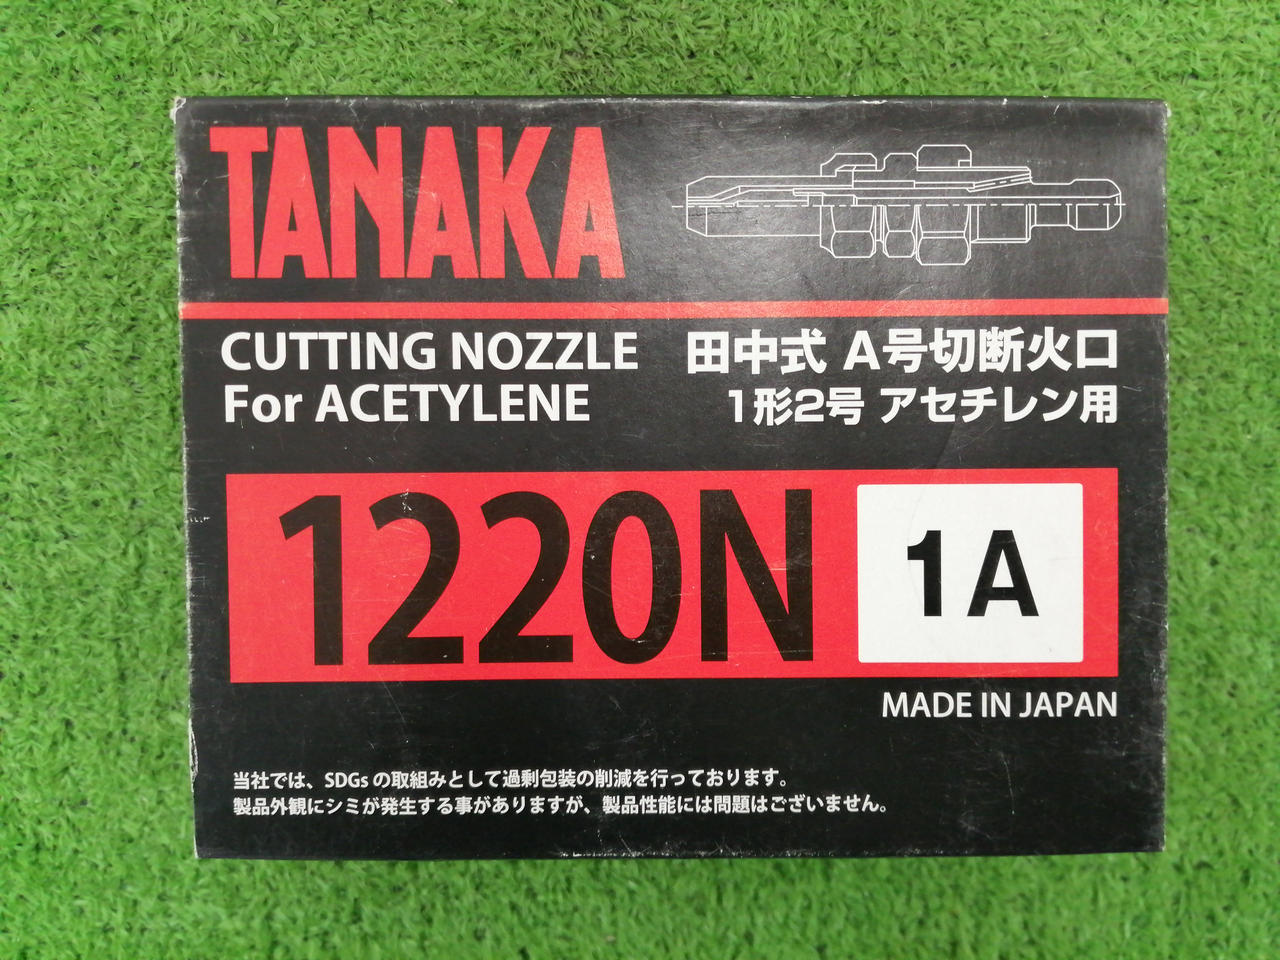 TANAKA
CUTTING NOZZLE
For ACETYLENE
田中式 A号切断火口
1形2号 アセチレン用
1220N
1A
MADE IN JAPAN
当社では、SDGsの取組みとして過剰包装の削減を行っております。
製品外観にシミが発生する事がありますが、製品性能には問題はございません。